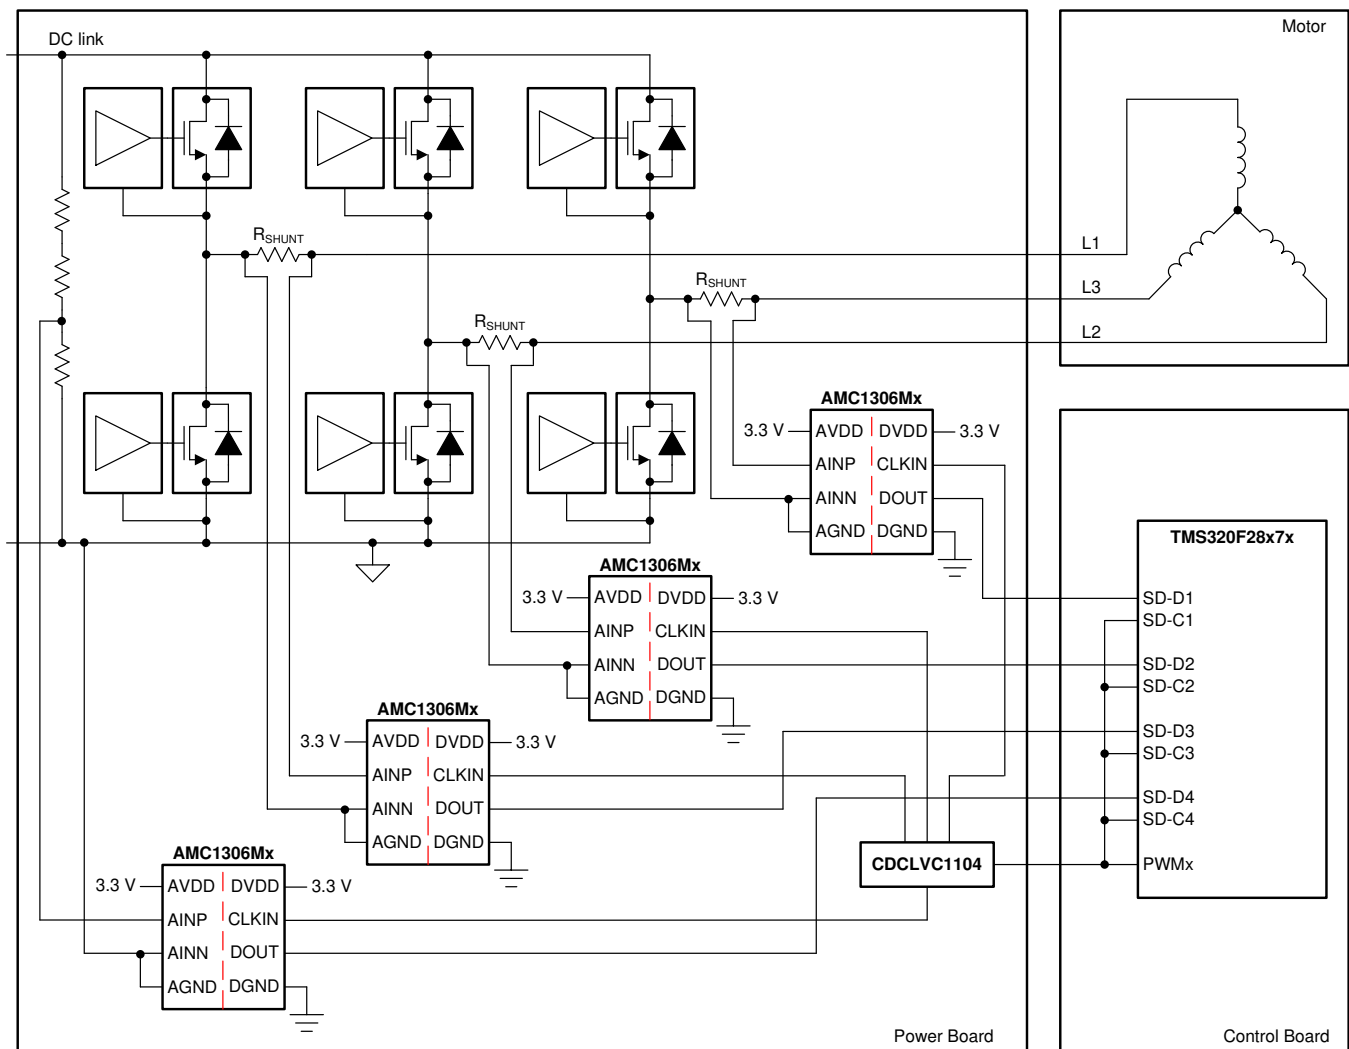 DC link
Motor
R_SHUNT
L1
R_SHUNT
L3
R_SHUNT
L2
AMC1306Mx
3.3 V AVDD DVDD 3.3 V
AINP CLKIN
AINN DOUT
AGND DGND
TMS320F28x7x
SD-D1
SD-C1
SD-D2
SD-C2
SD-D3
SD-C3
SD-D4
SD-C4
PWMx
AMC1306Mx
3.3 V AVDD DVDD 3.3 V
AINP CLKIN
AINN DOUT
AGND DGND
AMC1306Mx
3.3 V AVDD DVDD 3.3 V
AINP CLKIN
AINN DOUT
AGND DGND
CDCLVC1104
AMC1306Mx
3.3 V AVDD DVDD 3.3 V
AINP CLKIN
AINN DOUT
AGND DGND
Power Board
Control Board